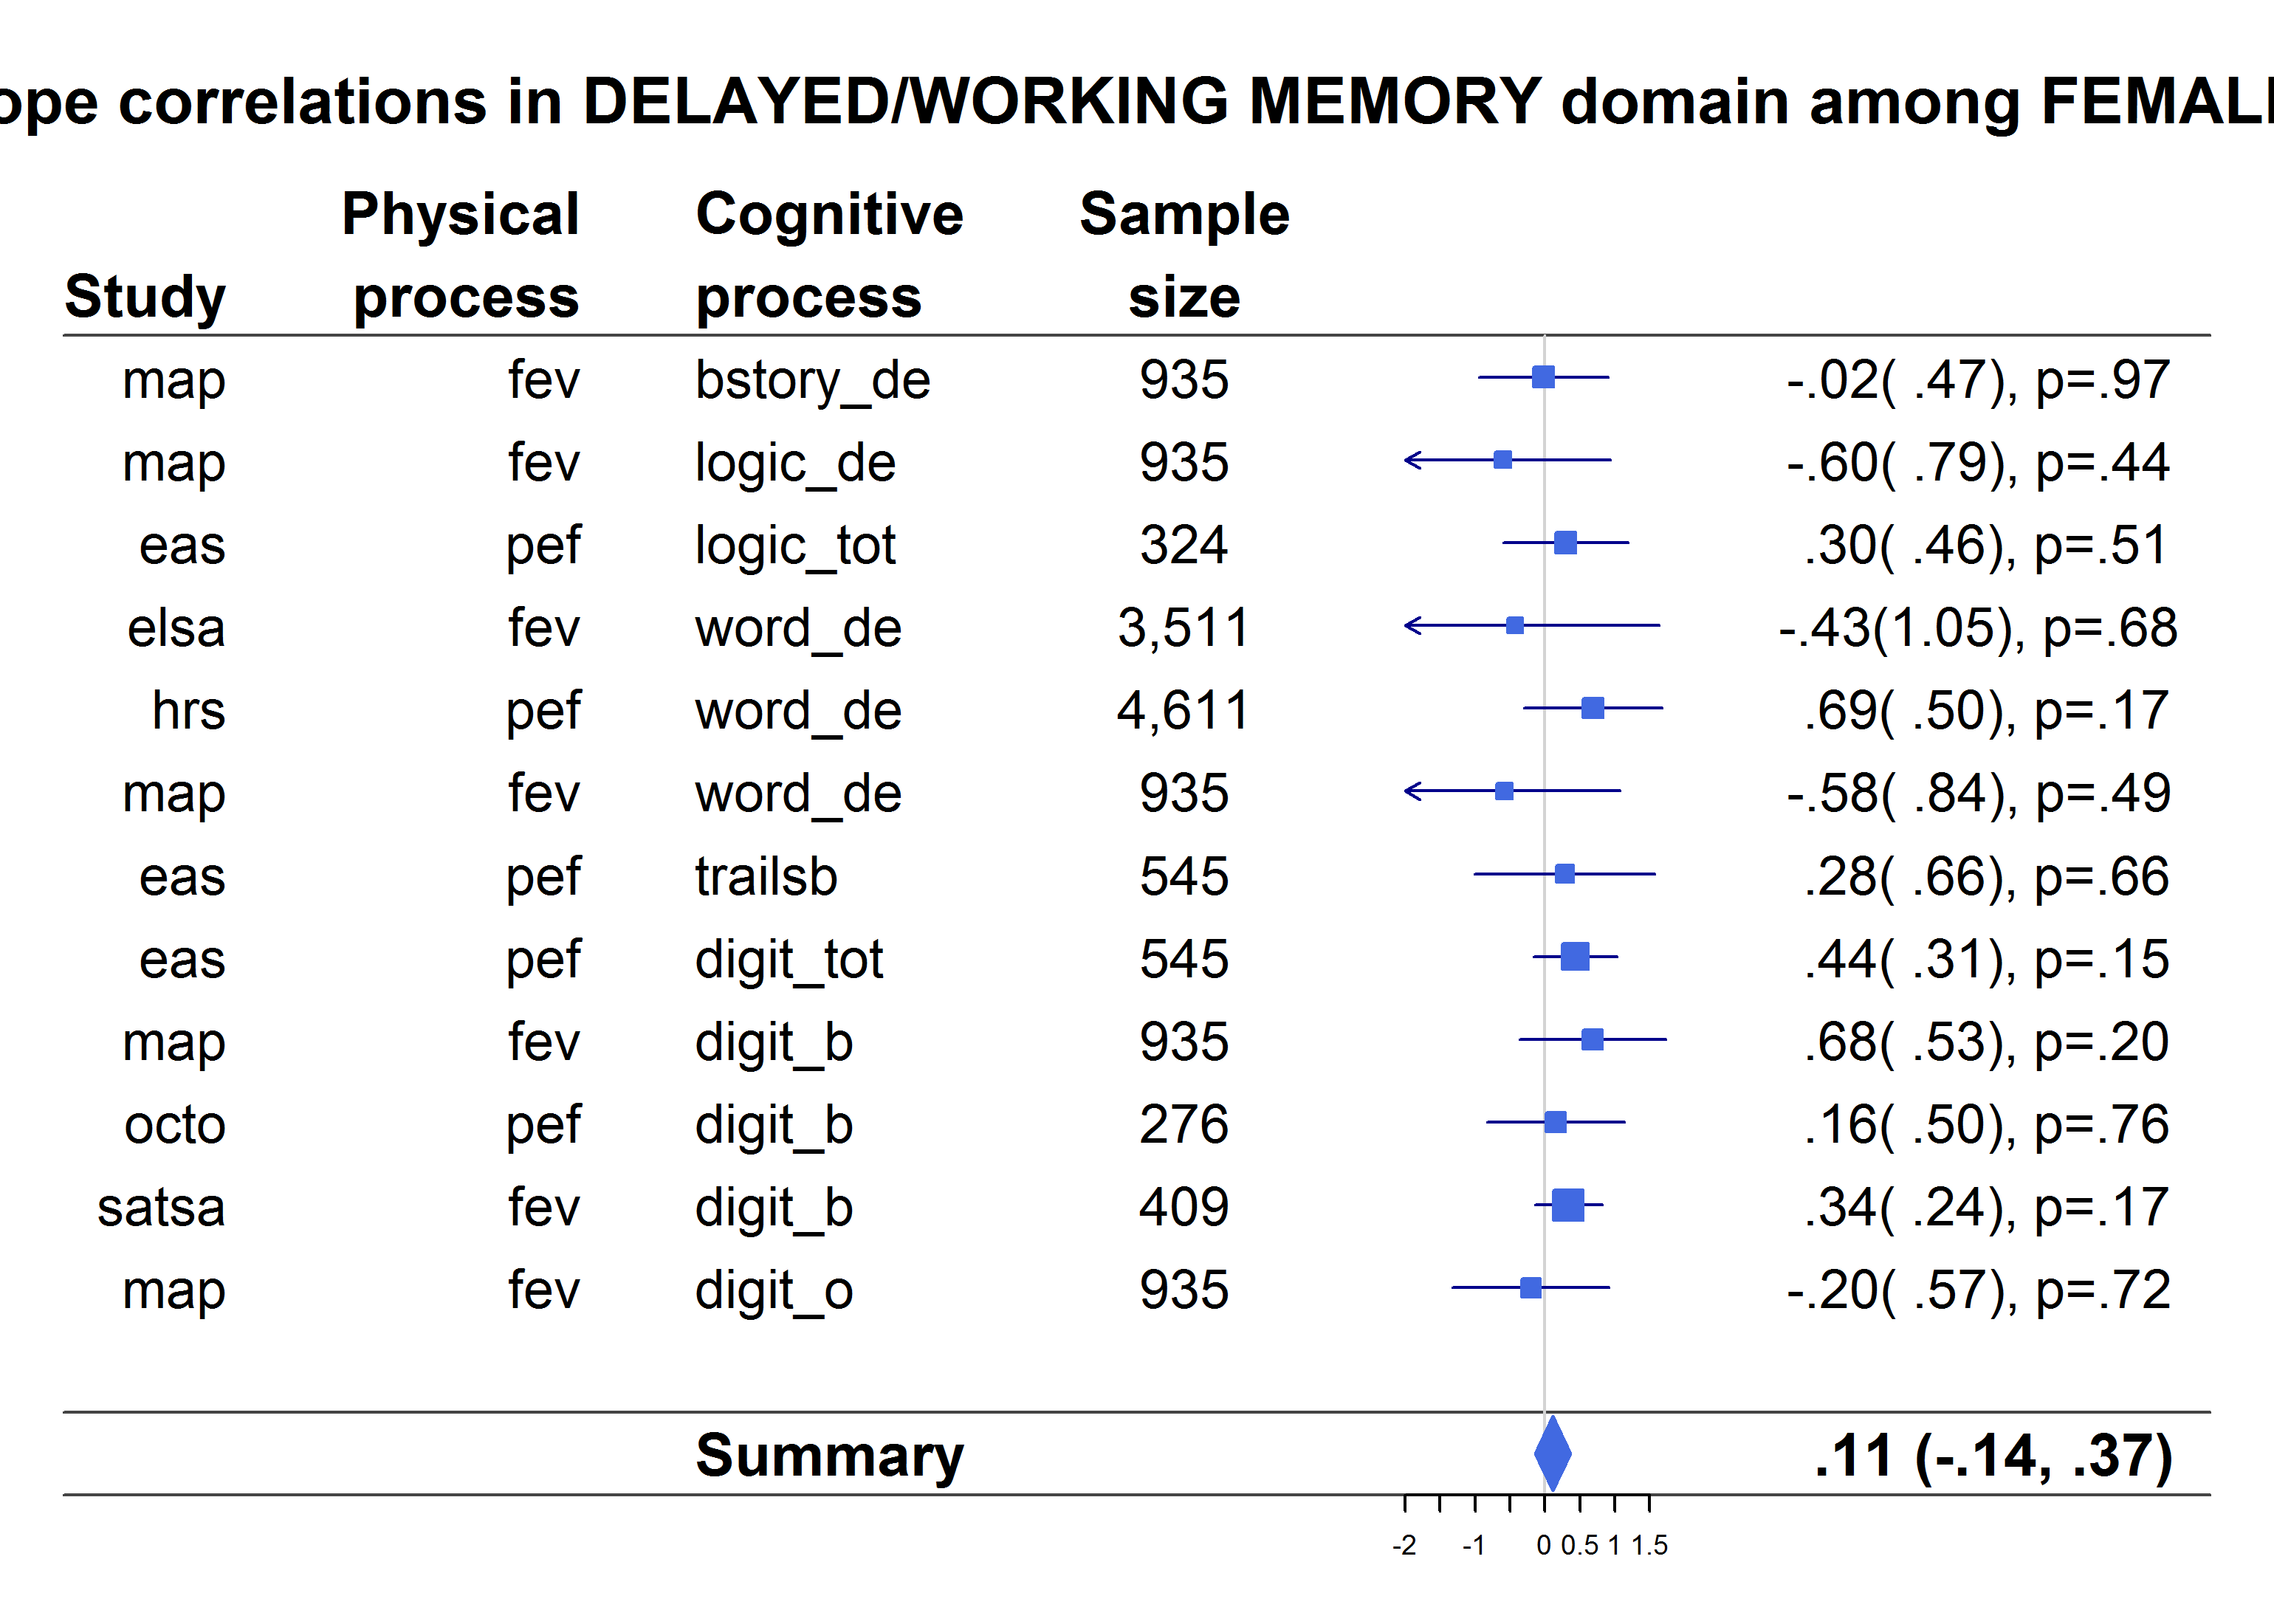 ope correlations in DELAYED/WORKING MEMORY domain among FEMAL
Physical Cognitive Sample
Study process process size
map fev bstory_de 935 -.02( .47), p=.97
map fev logic_de 935 -.60( .79), p=.44
eas pef logic_tot 324 .30( .46), p=.51
elsa fev word_de 3,511 -.43(1.05), p=.68
hrs pef word_de 4,611 .69( .50), p=.17
map fev word_de 935 -.58( .84), p=.49
eas pef trailsb 545 .28( .66), p=.66
eas pef digit_tot 545 .44( .31), p=.15
map fev digit_b 935 .68( .53), p=.20
octo pef digit_b 276 .16( .50), p=.76
satsa fev digit_b 409 .34( .24), p=.17
map fev digit_o 935 -.20( .57), p=.72
Summary .11 (-.14, .37)
-2 -1 0 0.5 1 1.5